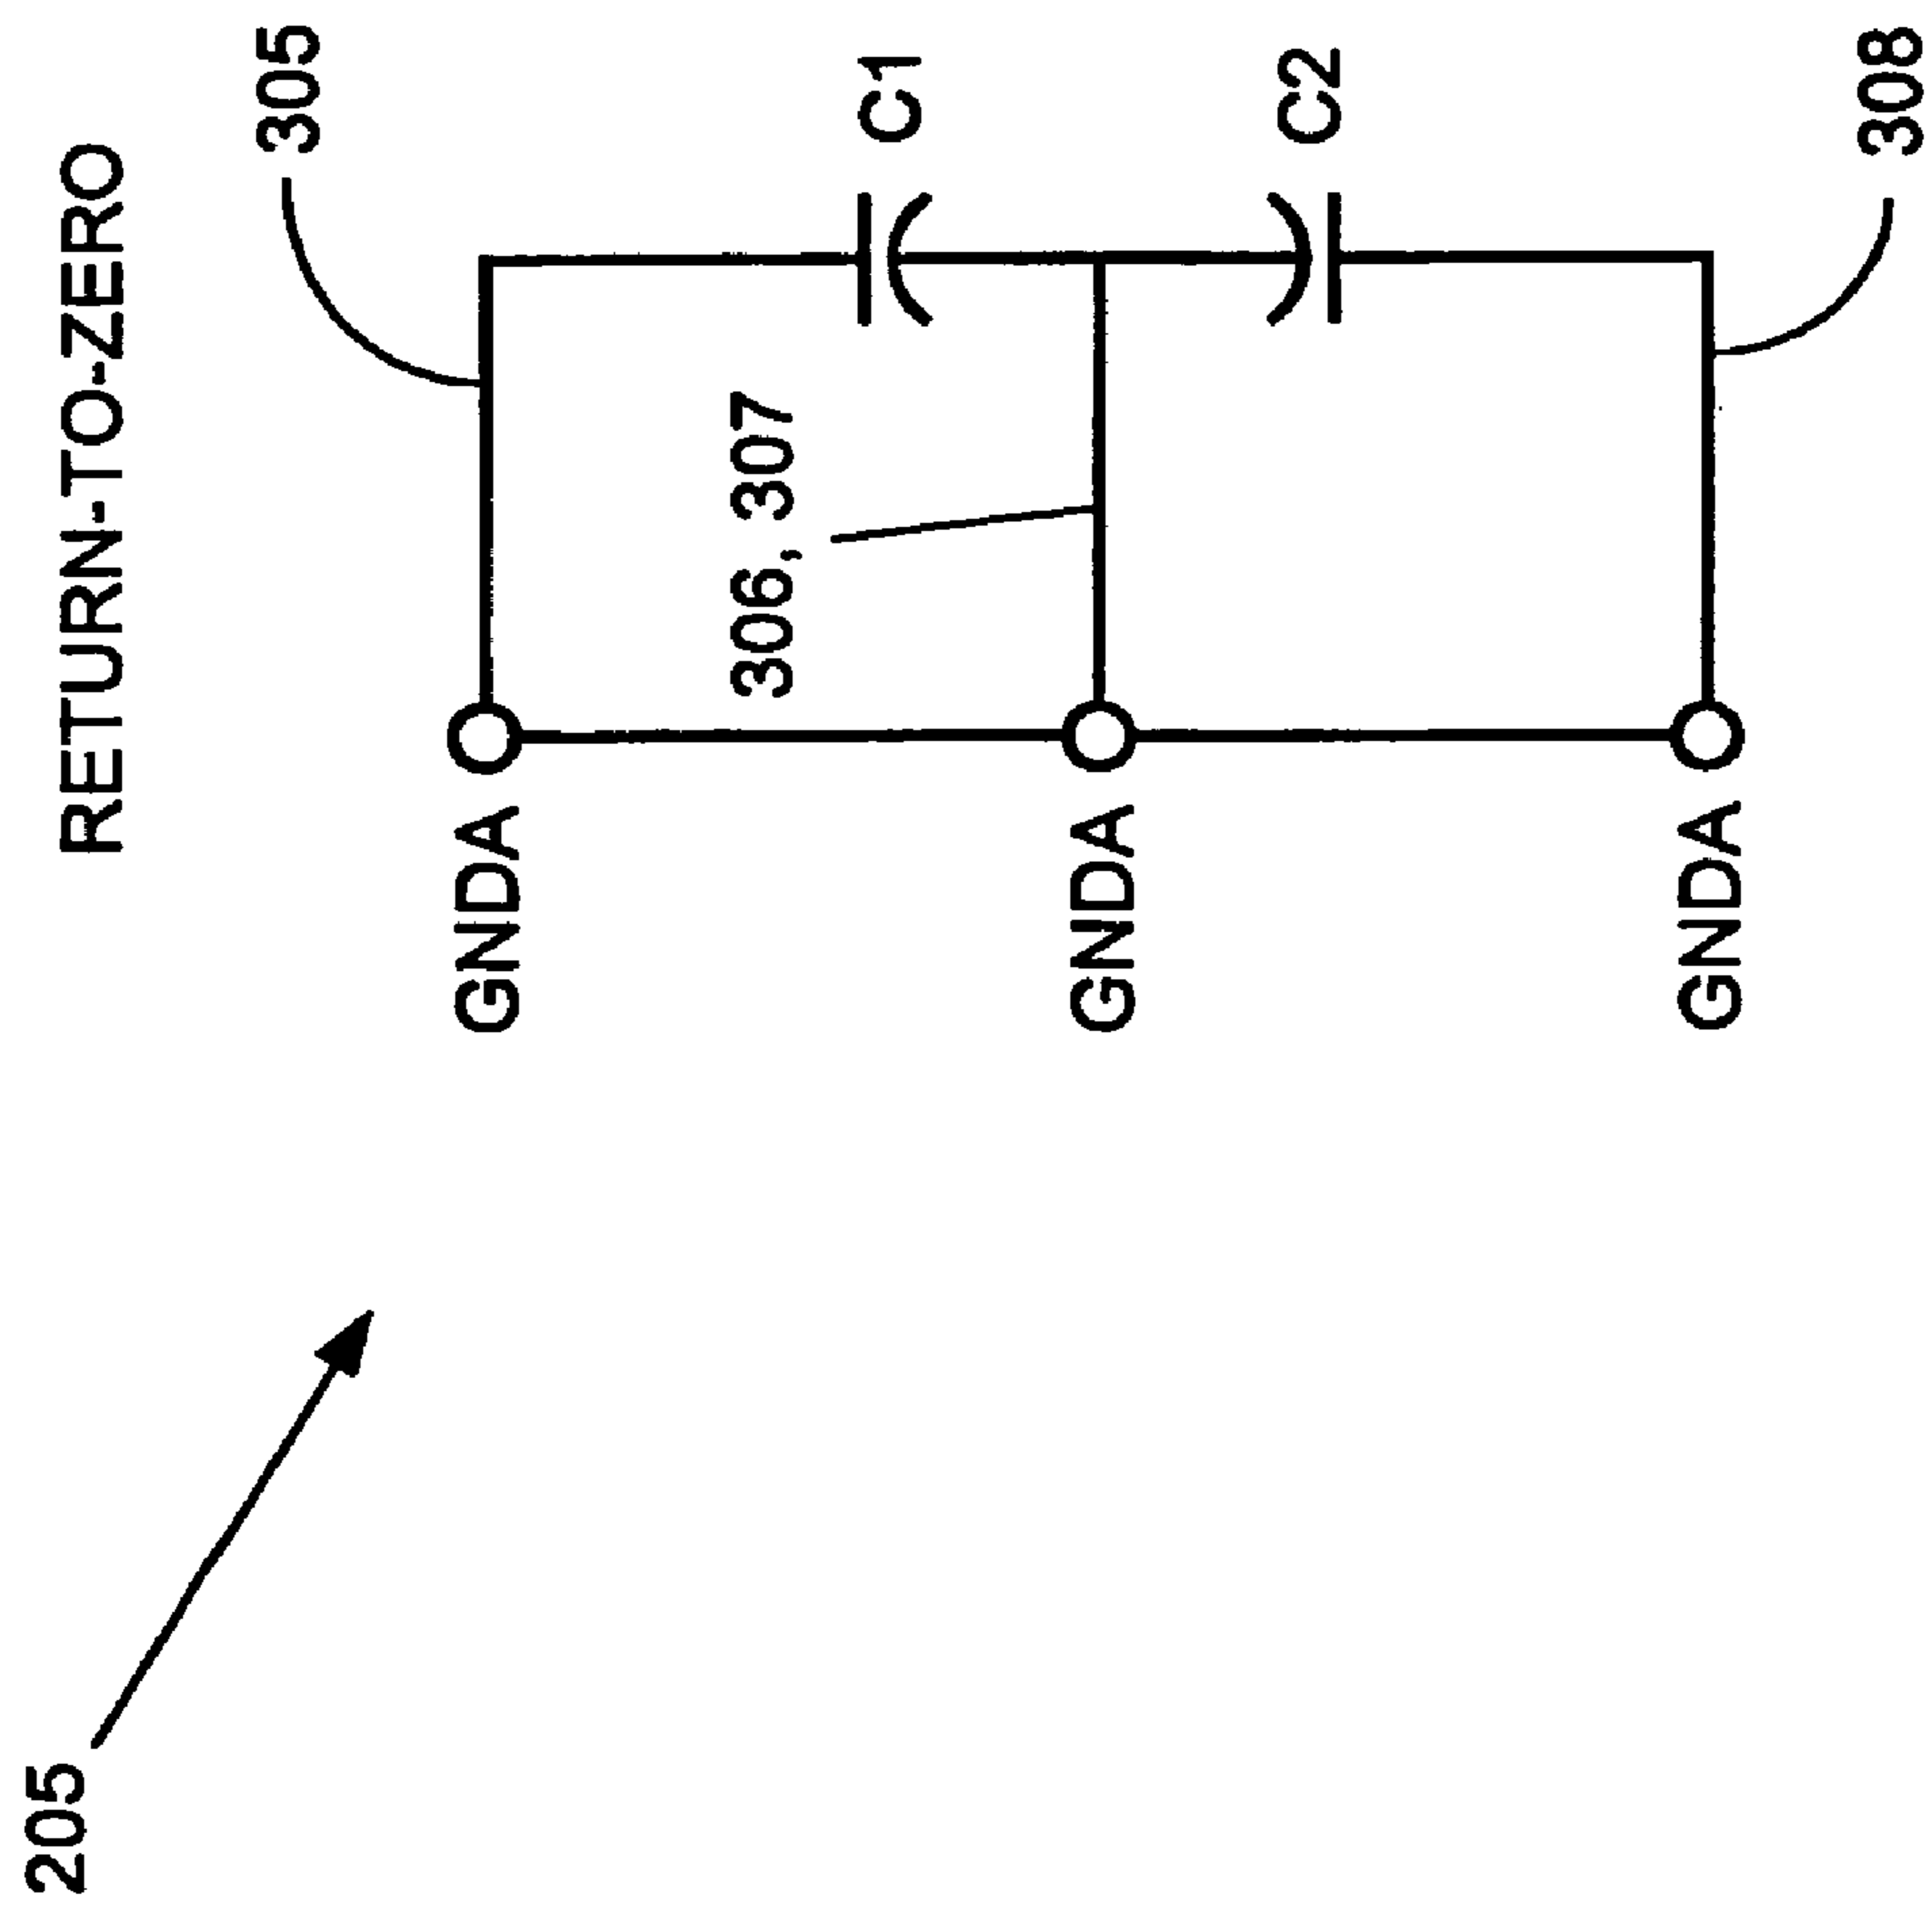 205
RETURN-TO-ZERO
305
GNDA
306, 307
C1
GNDA
C2
GNDA
308